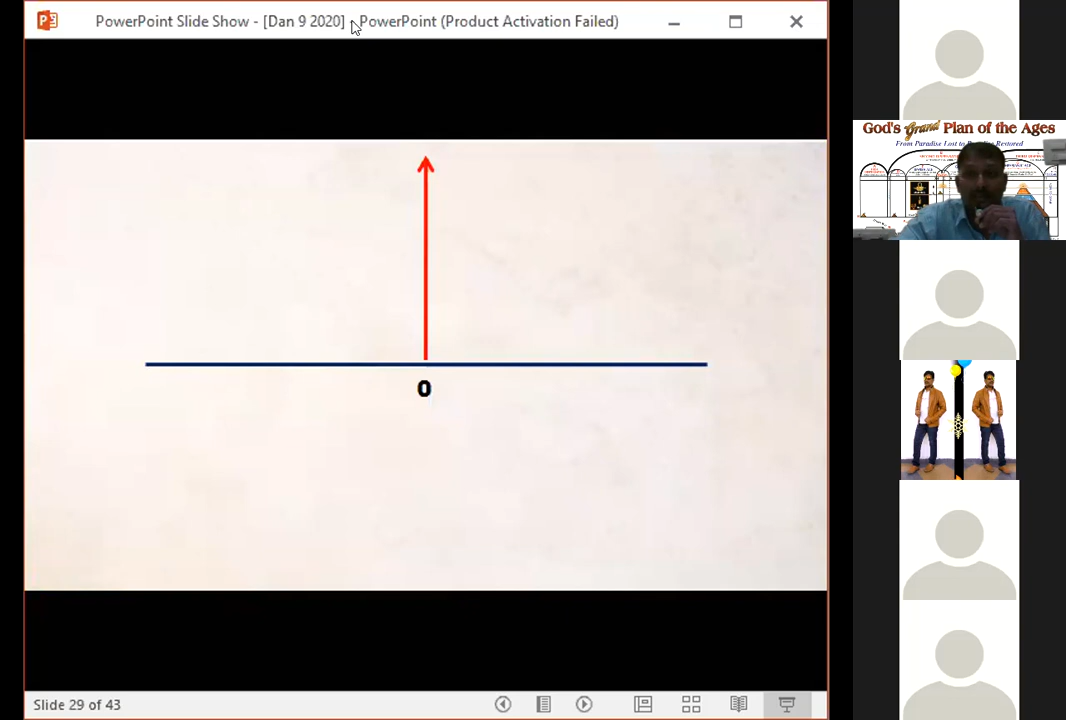 PowerPoint Slide Show - [Dan 9 2020] - PowerPoint (Product Activation Failed)
0
Slide 29 of 43
God's Grand Plan of the Ages
From Paradise Lost to Restored